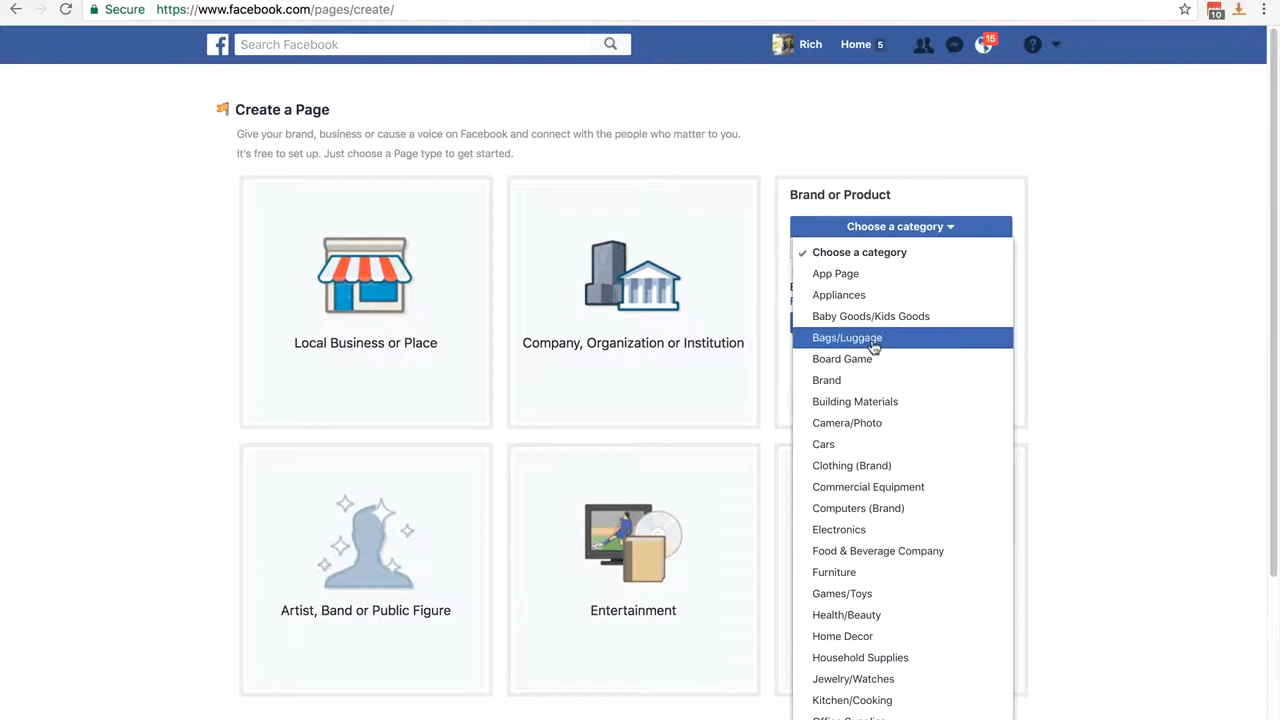 Secure https://www.facebook.com/pages/create/
10
f Search Facebook
Rich Home 5
15
?
Create a Page
Give your brand, business or cause a voice on Facebook and connect with the people who matter to you.
It's free to set up. Just choose a Page type to get started.
Local Business or Place
Company, Organization or Institution
Brand or Product
Choose a category
Choose a category
App Page
Appliances
Baby Goods/Kids Goods
Bags/Luggage
Board Game
Brand
Building Materials
Camera/Photo
Cars
Clothing (Brand)
Commercial Equipment
Computers (Brand)
Electronics
Food & Beverage Company
Furniture
Games/Toys
Health/Beauty
Home Decor
Household Supplies
Jewelry/Watches
Kitchen/Cooking
Artist, Band or Public Figure
Entertainment